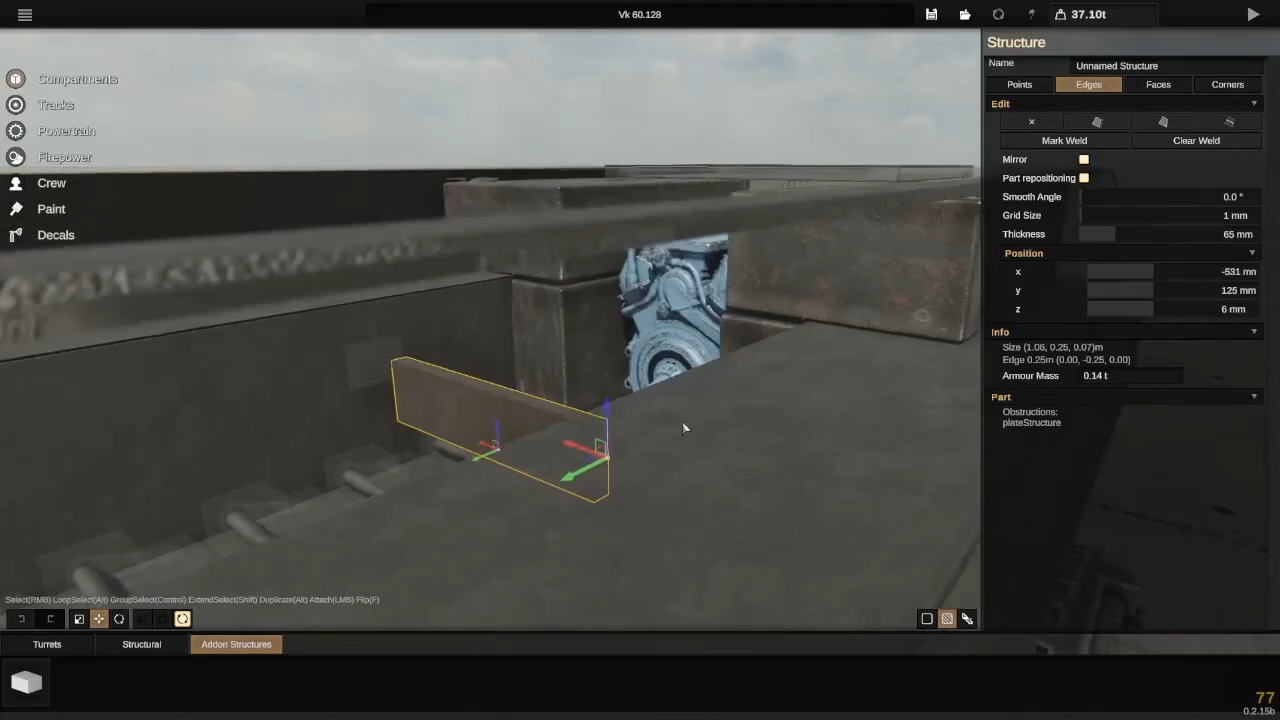 Vk 60.128
37.10t
Compartments
Tracks
Powertrain
Firepower
Crew
Paint
Decals
Structure
Name Unnamed Structure
Points Edges Faces Corners
Edit
Mark Weld Clear Weld
Mirror
Part repositioning
Smooth Angle 0.0 °
Grid Size 1 mm
Thickness 65 mm
Position
x -531 mm
y 125 mm
z 6 mm
Info
Size (1.06, 0.25, 0.07)m
Edge 0.25m (0.00, -0.25, 0.00)
Armour Mass 0.14 t
Part
Obstructions:
plateStructure
Select(RMB) LoopSelect(Alt) GroupSelect(Control) ExtendSelect(Shift) Duplicate(Alt) Attach(LMB) Flip(F)
Turrets Structural Addon Structures
77
0.2.15b